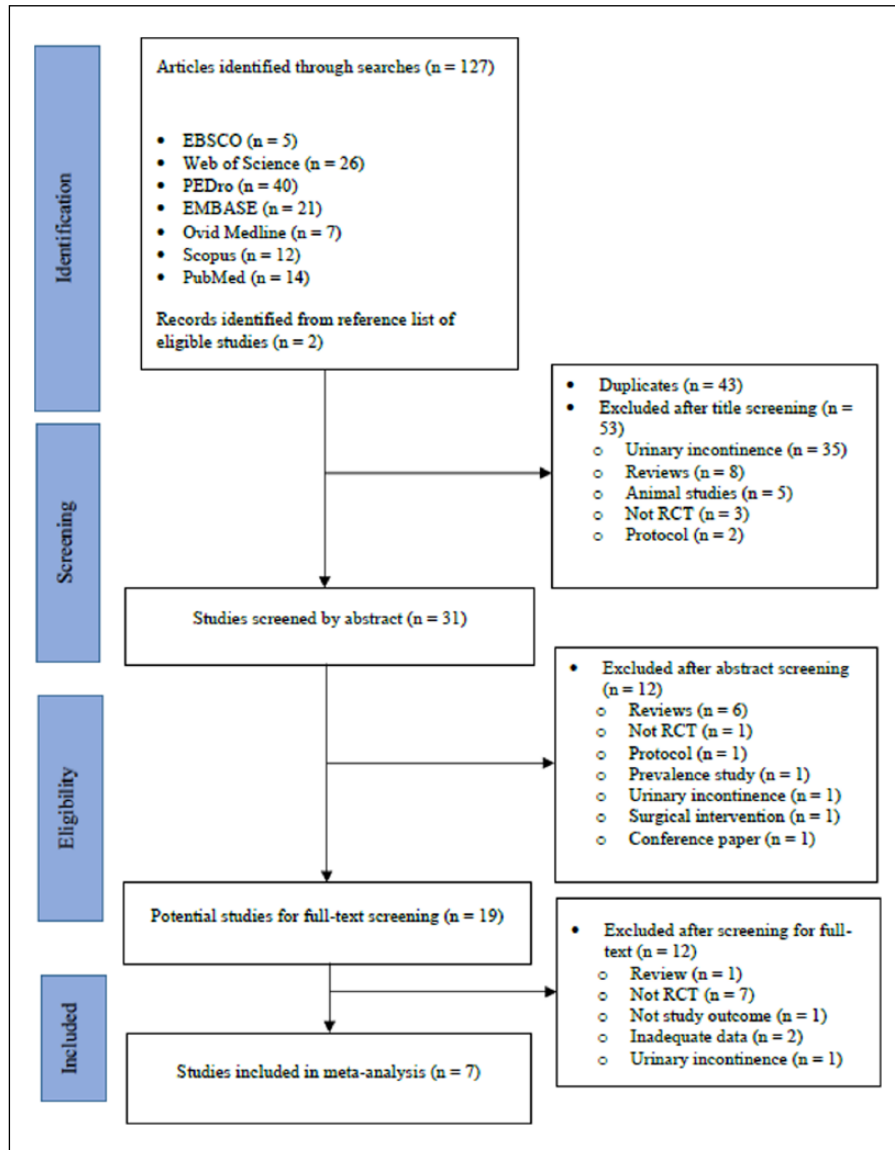 Identification
Articles identified through searches (n = 127)
• EBSCO (n = 5)
• Web of Science (n = 26)
• PEDro (n = 40)
• EMBASE (n = 21)
• Ovid Medline (n = 7)
• Scopus (n = 12)
• PubMed (n = 14)
Records identified from reference list of
eligible studies (n = 2)
• Duplicates (n = 43)
• Excluded after title screening (n =
53)
o Urinary incontinence (n = 35)
o Reviews (n = 8)
o Animal studies (n = 5)
o Not RCT (n = 3)
o Protocol (n = 2)
Screening
Studies screened by abstract (n = 31)
• Excluded after abstract screening
(n = 12)
o Reviews (n = 6)
o Not RCT (n = 1)
o Protocol (n = 1)
o Prevalence study (n = 1)
o Urinary incontinence (n = 1)
o Surgical intervention (n = 1)
o Conference paper (n = 1)
Eligibility
Potential studies for full-text screening (n = 19)
• Excluded after screening for full-
text (n = 12)
o Review (n = 1)
o Not RCT (n = 7)
o Not study outcome (n = 1)
o Inadequate data (n = 2)
o Urinary incontinence (n = 1)
Included
Studies included in meta-analysis (n = 7)